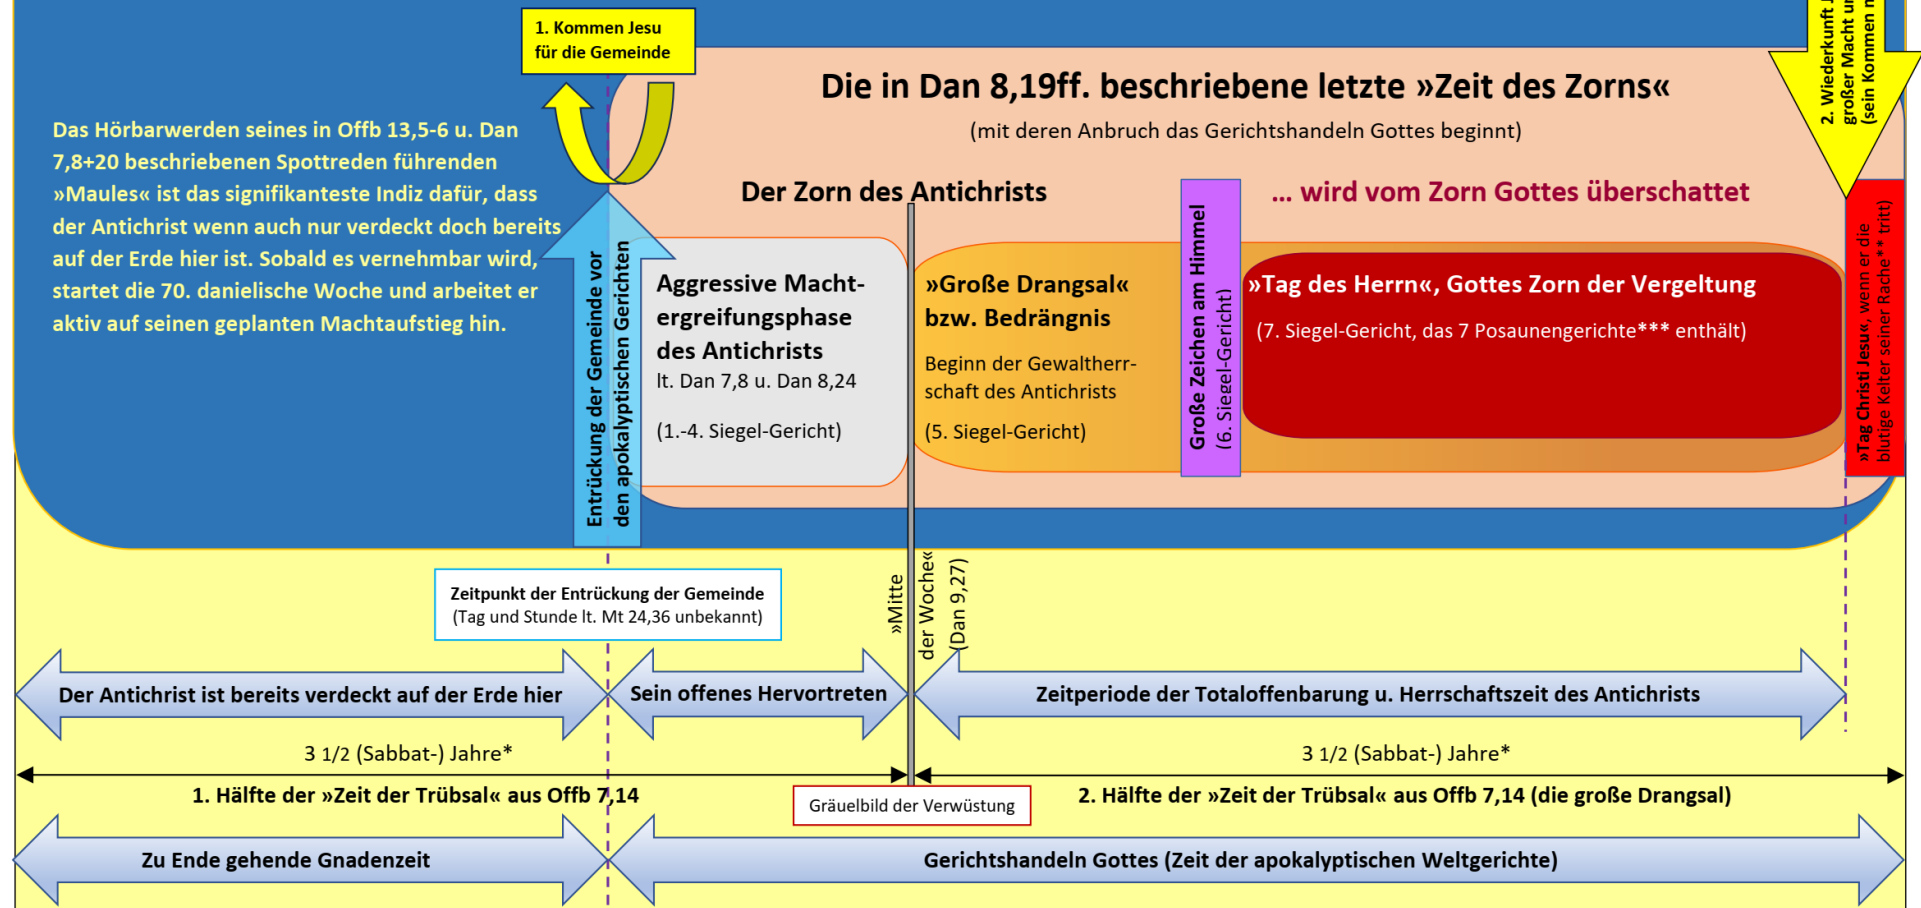 1. Kommen Jesu
für die Gemeinde
2. Wiederkunft
großer Macht
(sein Kommen
Die in Dan 8,19ff. beschriebene letzte »Zeit des Zorns«
(mit deren Anbruch das Gerichtshandeln Gottes beginnt)
Das Hörbarwerden seines in Offb 13,5-6 u. Dan
7,8+20 beschriebenen Spottreden führenden
»Maules« ist das signifikanteste Indiz dafür, dass
der Antichrist wenn auch nur verdeckt doch bereits
auf der Erde hier ist. Sobald es vernehmbar wird,
startet die 70. danielische Woche und arbeitet er
aktiv auf seinen geplanten Machtaufstieg hin.
Der Zorn des Antichrists
... wird vom Zorn Gottes überschattet
Entrückung der Gemeinde vor
den apokalyptischen Gerichten
Aggressive Macht-
ergreifungsphase
des Antichrists
lt. Dan 7,8 u. Dan 8,24
(1.-4. Siegel-Gericht)
»Große Drangsal«
bzw. Bedrängnis
Beginn der Gewaltherr-
schaft des Antichrists
(5. Siegel-Gericht)
Große Zeichen am Himmel
(6. Siegel-Gericht)
»Tag des Herrn«, Gottes Zorn der Vergeltung
(7. Siegel-Gericht, das 7 Posaunengerichte*** enthält)
»Tag Christi Jesu«, wenn er die
blutige Kelter seiner Rache** tritt)
Zeitpunkt der Entrückung der Gemeinde
(Tag und Stunde lt. Mt 24,36 unbekannt)
»Mitte
der Woche«
(Dan 9,27)
Der Antichrist ist bereits verdeckt auf der Erde hier
Sein offenes Hervortreten
Zeitperiode der Totaloffenbarung u. Herrschaftszeit des Antichrists
3 1/2 (Sabbat-) Jahre*
3 1/2 (Sabbat-) Jahre*
1. Hälfte der »Zeit der Trübsal« aus Offb 7,14
Gräuelbild der Verwüstung
2. Hälfte der »Zeit der Trübsal« aus Offb 7,14 (die große Drangsal)
Zu Ende gehende Gnadenzeit
Gerichtshandeln Gottes (Zeit der apokalyptischen Weltgerichte)